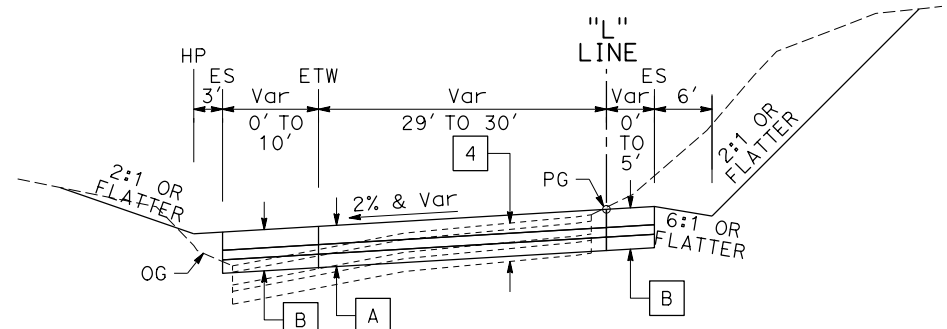 "L"
LINE
HP
ES
ETW
ES
3'
Var
0' TO
10'
Var
29' TO 30'
Var
0'
TO
5'
6'
4
2:1 OR
FLATTER
2:1 OR
FLATTER
PG
2% & Var
6:1 OR
FLATTER
OG
B
A
B